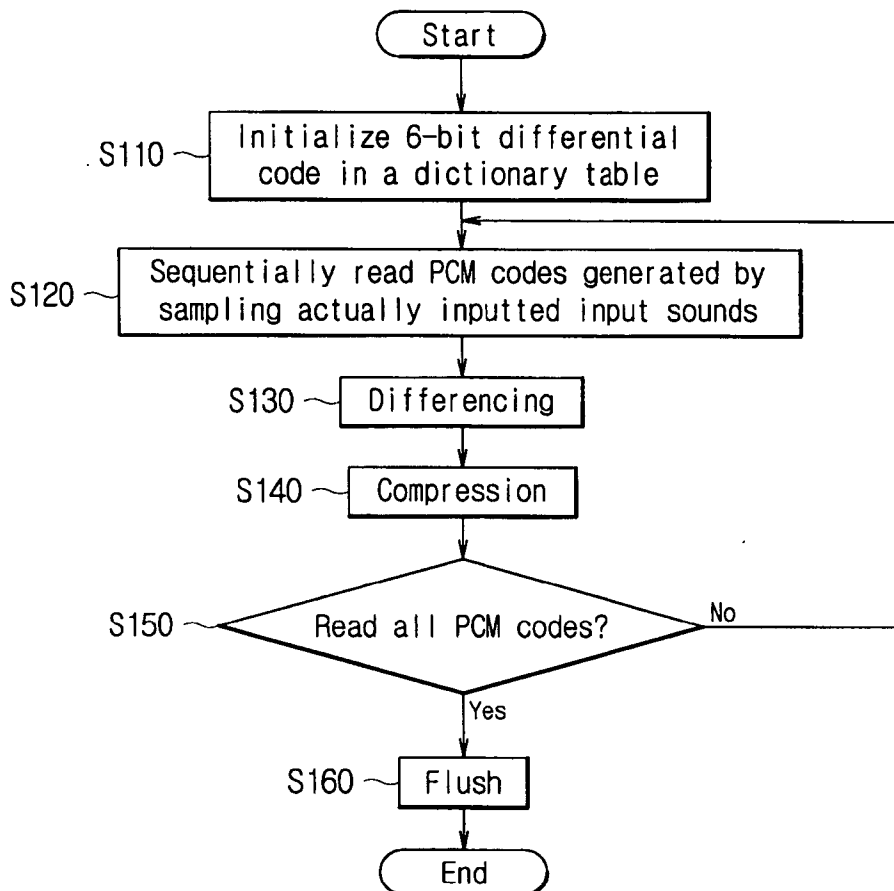 Start
S110
Initialize 6-bit differential
code in a dictionary table
S120
Sequentially read PCM codes generated by
sampling actually inputted input sounds
S130
Differencing
S140
Compression
S150
Read all PCM codes?
No
Yes
S160
Flush
End